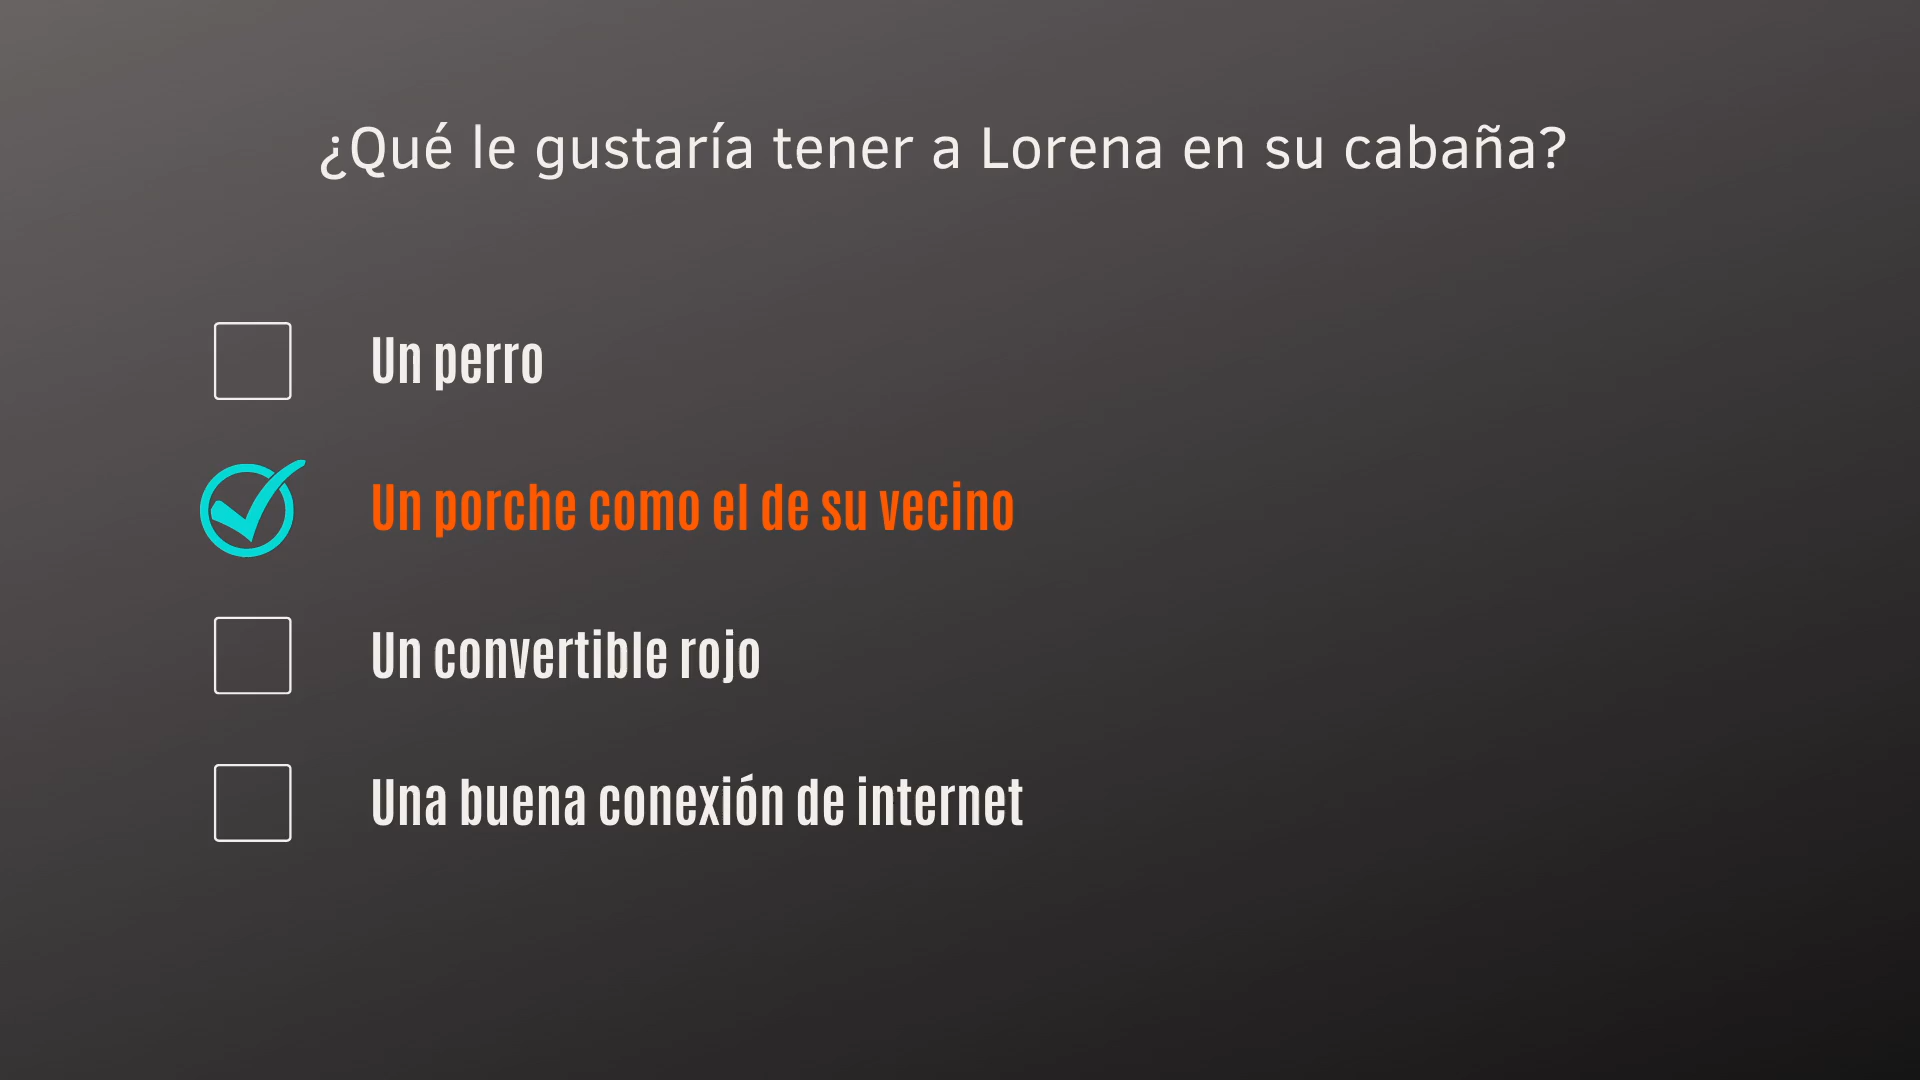 ¿Qué le gustaría tener a Lorena en su cabaña?
Un perro
Un porche como el de su vecino
Un convertible rojo
Una buena conexión de internet